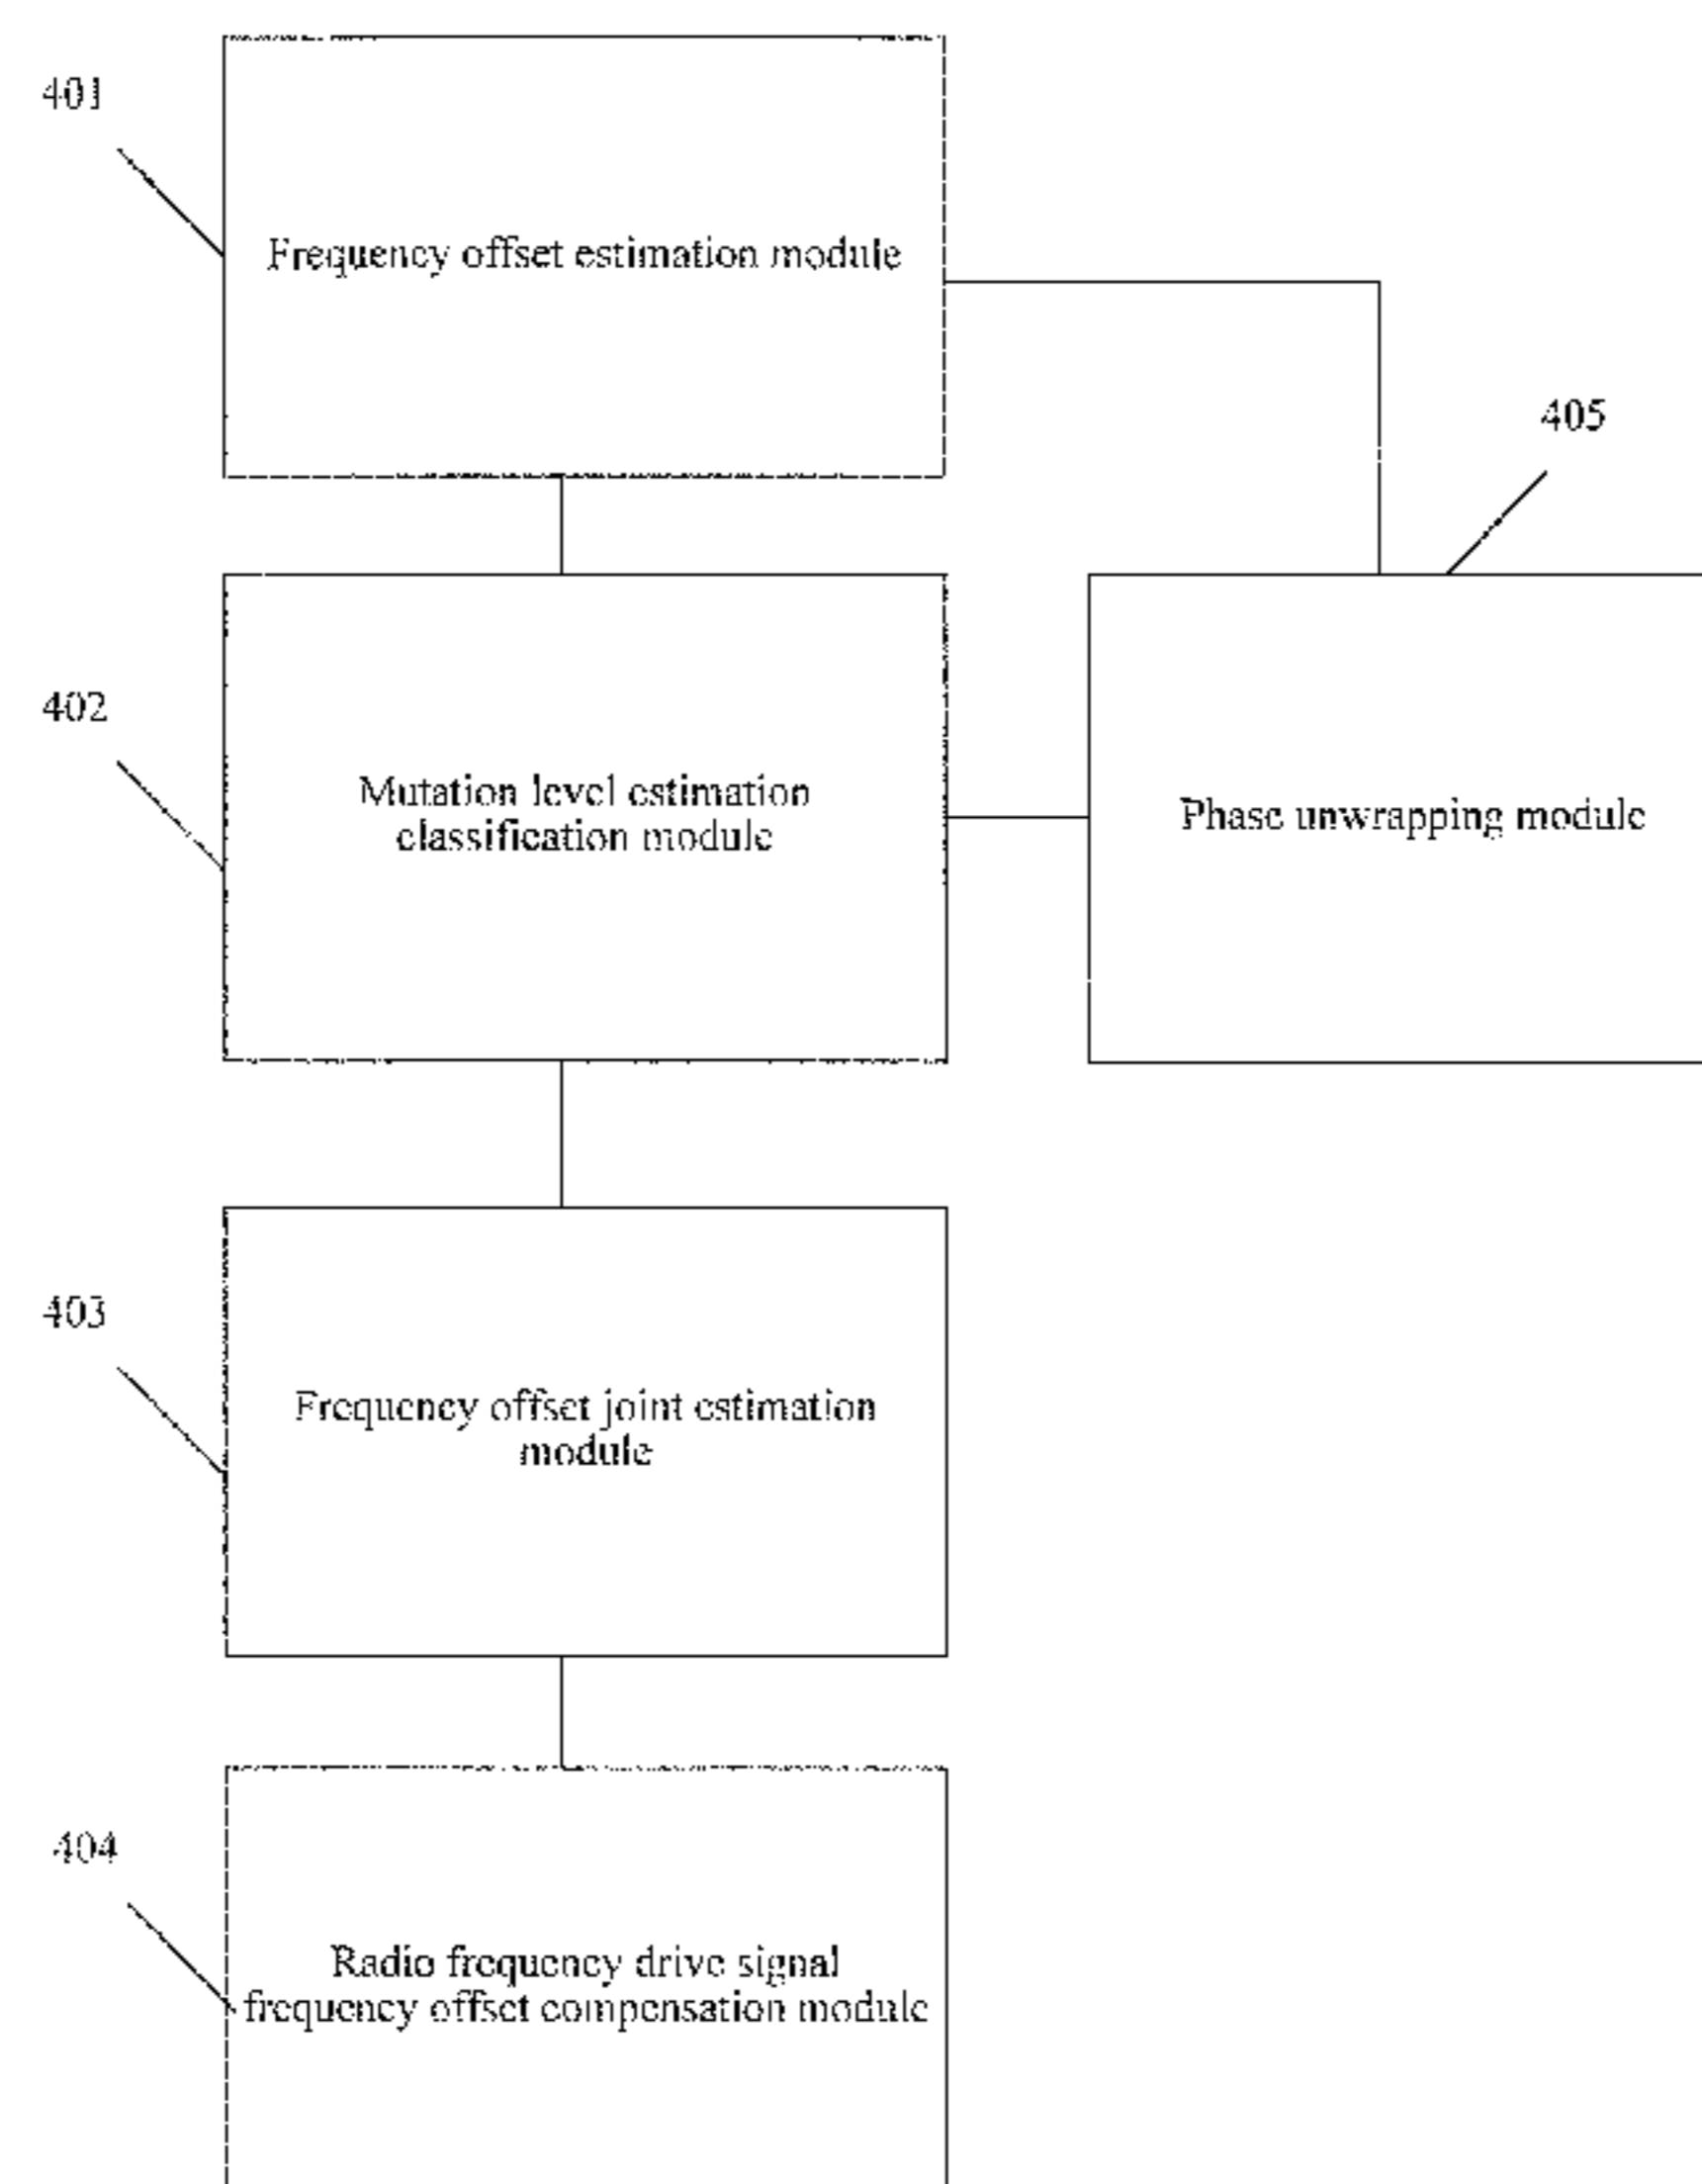 401
Frequency offset estimation module
405
402
Mutation level estimation
classification module
Phase unwrapping module
403
Frequency offset joint estimation
module
404
Radio frequency drive signal
frequency offset compensation module